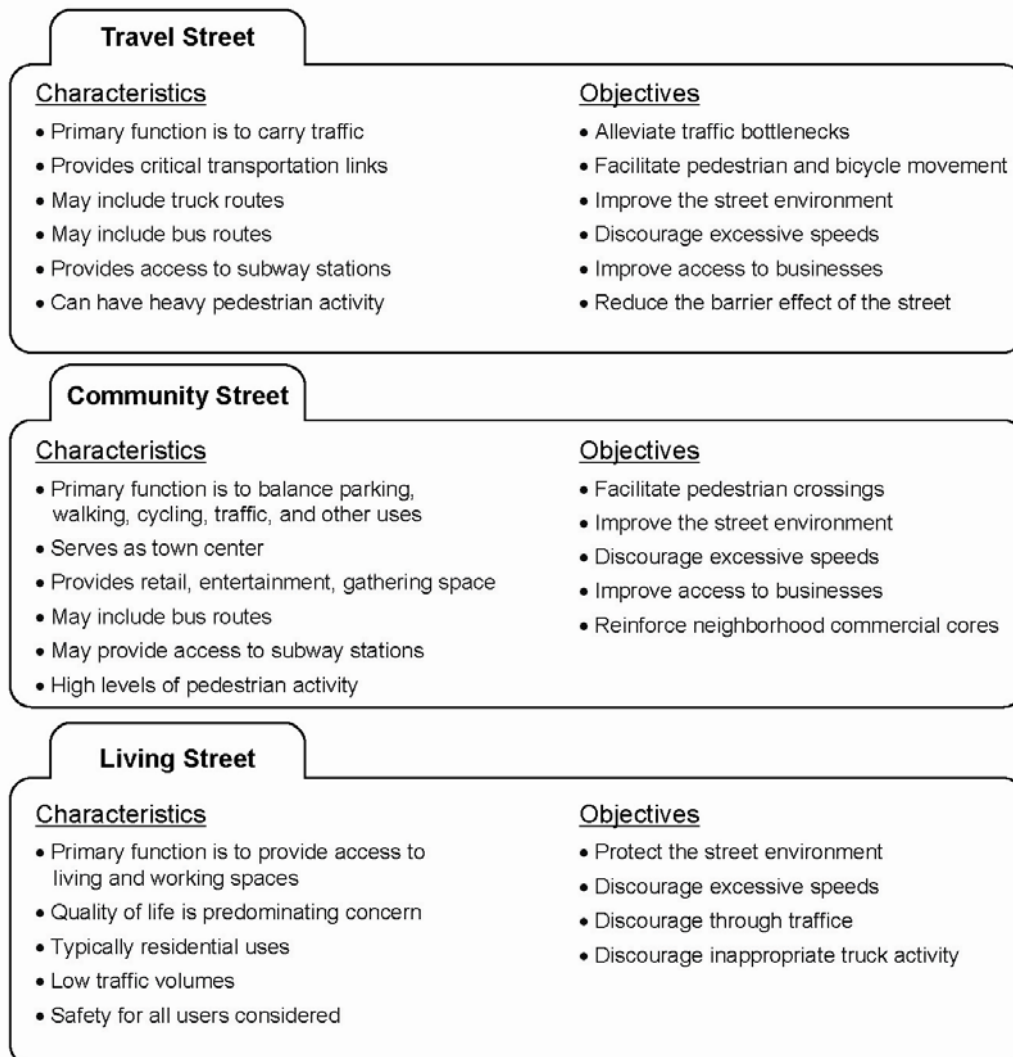 Travel Street
Characteristics
• Primary function is to carry traffic
• Provides critical transportation links
• May include truck routes
• May include bus routes
• Provides access to subway stations
• Can have heavy pedestrian activity
Objectives
• Alleviate traffic bottlenecks
• Facilitate pedestrian and bicycle movement
• Improve the street environment
• Discourage excessive speeds
• Improve access to businesses
• Reduce the barrier effect of the street
Community Street
Characteristics
• Primary function is to balance parking,
walking, cycling, traffic, and other uses
• Serves as town center
• Provides retail, entertainment, gathering space
• May include bus routes
• May provide access to subway stations
• High levels of pedestrian activity
Objectives
• Facilitate pedestrian crossings
• Improve the street environment
• Discourage excessive speeds
• Improve access to businesses
• Reinforce neighborhood commercial cores
Living Street
Characteristics
• Primary function is to provide access to
living and working spaces
• Quality of life is predominating concern
• Typically residential uses
• Low traffic volumes
• Safety for all users considered
Objectives
• Protect the street environment
• Discourage excessive speeds
• Discourage through traffice
• Discourage inappropriate truck activity